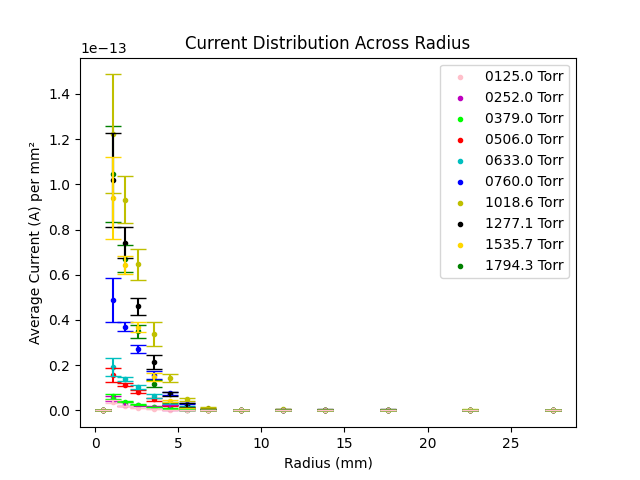 Current Distribution Across Radius
1e−13
1.4
1.2
1.0
0.8
0.6
0.4
0.2
0.0
Average Current (A) per mm²
0 5 10 15 20 25
Radius (mm)
0125.0 Torr
0252.0 Torr
0379.0 Torr
0506.0 Torr
0633.0 Torr
0760.0 Torr
1018.6 Torr
1277.1 Torr
1535.7 Torr
1794.3 Torr